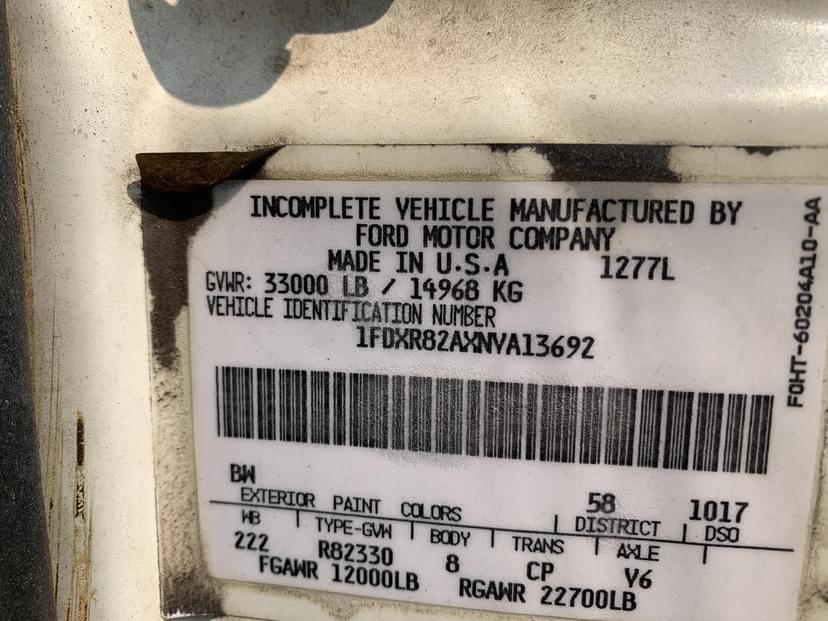 INCOMPLETE VEHICLE MANUFACTURED BY
FORD MOTOR COMPANY
MADE IN U.S.A 1277L
GVWR: 33000 LB / 14968 KG
VEHICLE IDENTIFICATION NUMBER
1FDXR82AXNVA13692
BW 58 1017
EXTERIOR PAINT COLORS DISTRICT DSO
WB TYPE-GVW BODY TRANS AXLE
222 R82330 8 CP V6
FGAWR 12000LB RGAWR 22700LB
F0HT-60204A10-AA